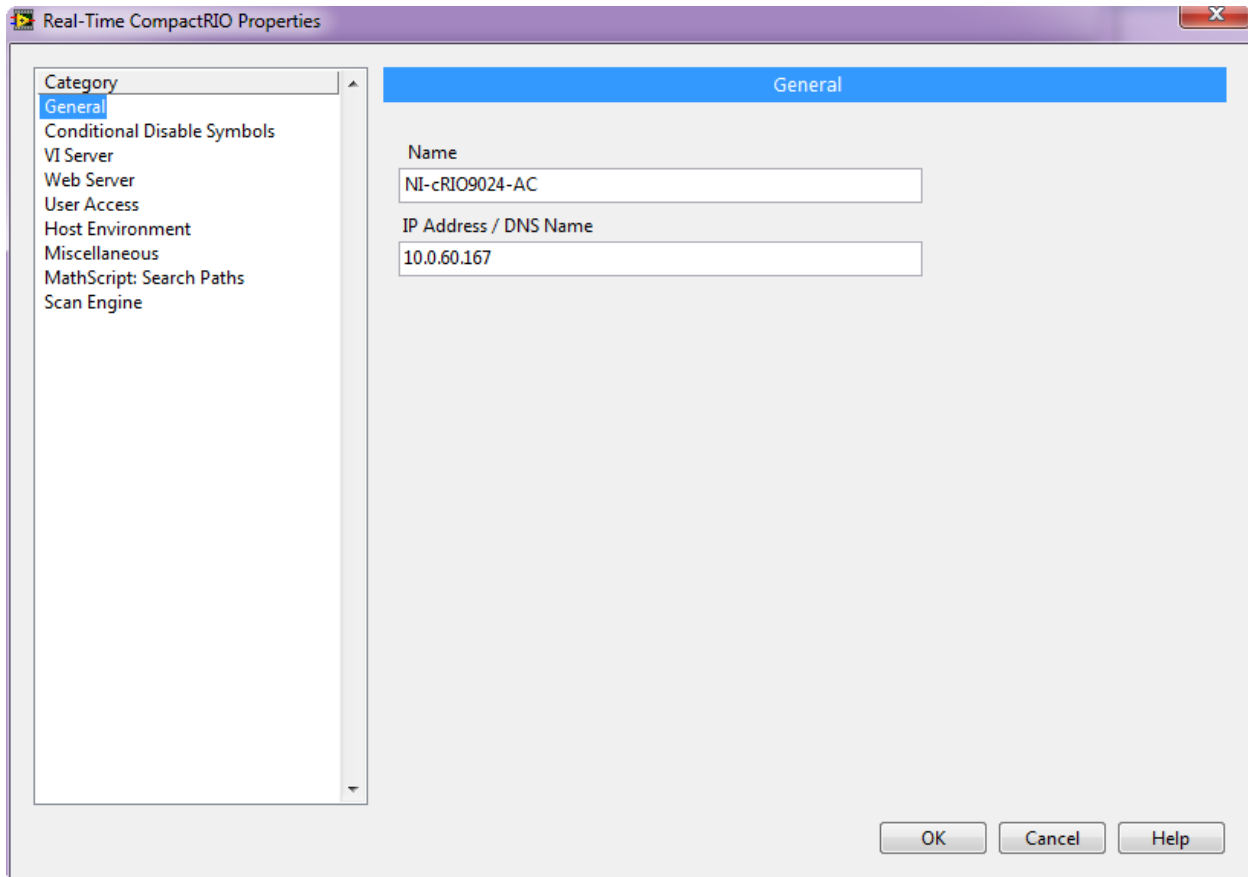 Real-Time CompactRIO Properties
X
Category
General
Conditional Disable Symbols
VI Server
Web Server
User Access
Host Environment
Miscellaneous
MathScript: Search Paths
Scan Engine
General
Name
NI-cRIO9024-AC
IP Address / DNS Name
10.0.60.167
OK
Cancel
Help